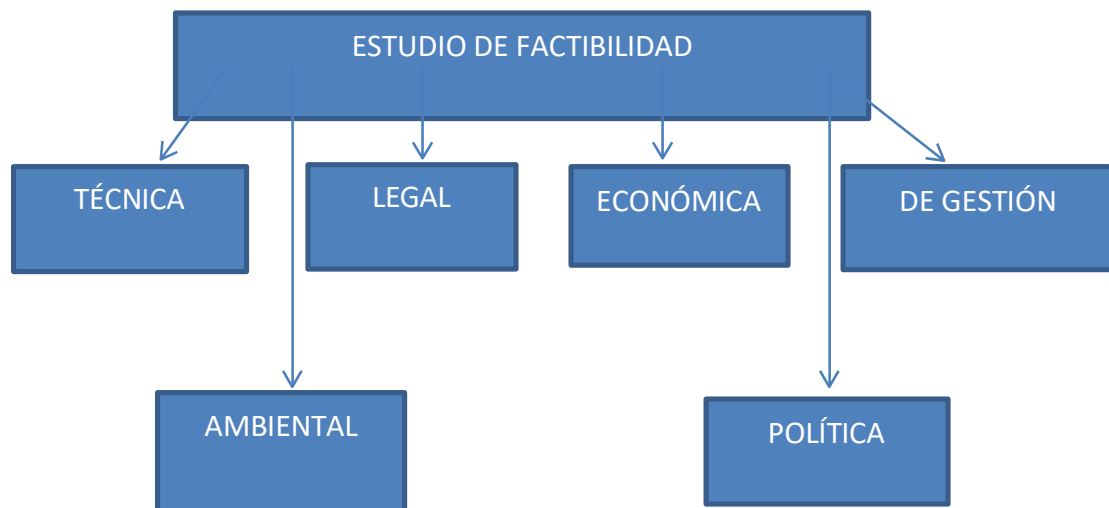 ESTUDIO DE FACTIBILIDAD
TÉCNICA
LEGAL
ECONÓMICA
DE GESTIÓN
AMBIENTAL
POLÍTICA